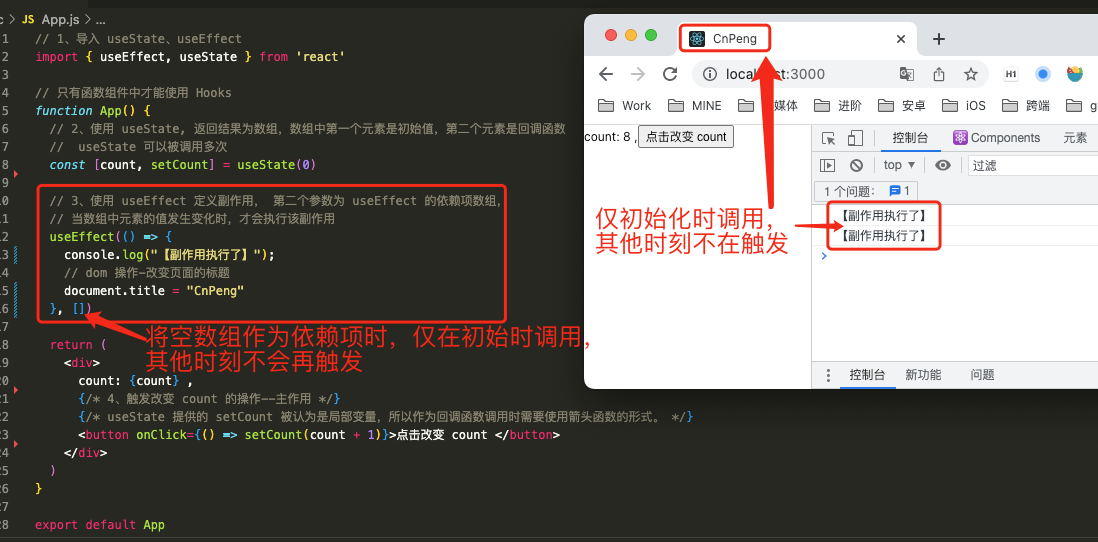 c > JS App.js > ...
1 // 1、导入 useState、useEffect
2 import { useEffect, useState } from 'react'
3
4 // 只有函数组件中才能使用 Hooks
5 function App() {
6 // 2、使用 useState, 返回结果为数组，数组中第一个元素是初始值，第二个元素是回调函数
7 // useState 可以被调用多次
8 const [count, setCount] = useState(0)
9
10 // 3、使用 useEffect 定义副作用， 第二个参数为 useEffect 的依赖项数组，
11 // 当数组中元素的值发生变化时，才会执行该副作用
12 useEffect(() => {
13 console.log("【副作用执行了】");
14 // dom 操作-改变页面的标题
15 document.title = "CnPeng"
16 }, [])
17
将空数组作为依赖项时，仅在初始时调用，
其他时刻不会再触发
18 return (
19 <div>
20 count: {count} ,
21 {/* 4、触发改变 count 的操作--主作用 */}
22 {/* useState 提供的 setCount 被认为是局部变量，所以作为回调函数调用时需要使用箭头函数的形式。 */}
23 <button onClick={() => setCount(count + 1)}>点击改变 count </button>
24 </div>
25 )
26 }
27
28 export default App
CnPeng
localhost:3000
H1
Work MINE 媒体 进阶 安卓 iOS 跨端 g
count: 8 , 点击改变 count
控制台 Components 元素
top ▼ 过滤
1 个问题： 1
【副作用执行了】
【副作用执行了】
仅初始化时调用，
其他时刻不在触发
控制台 新功能 问题